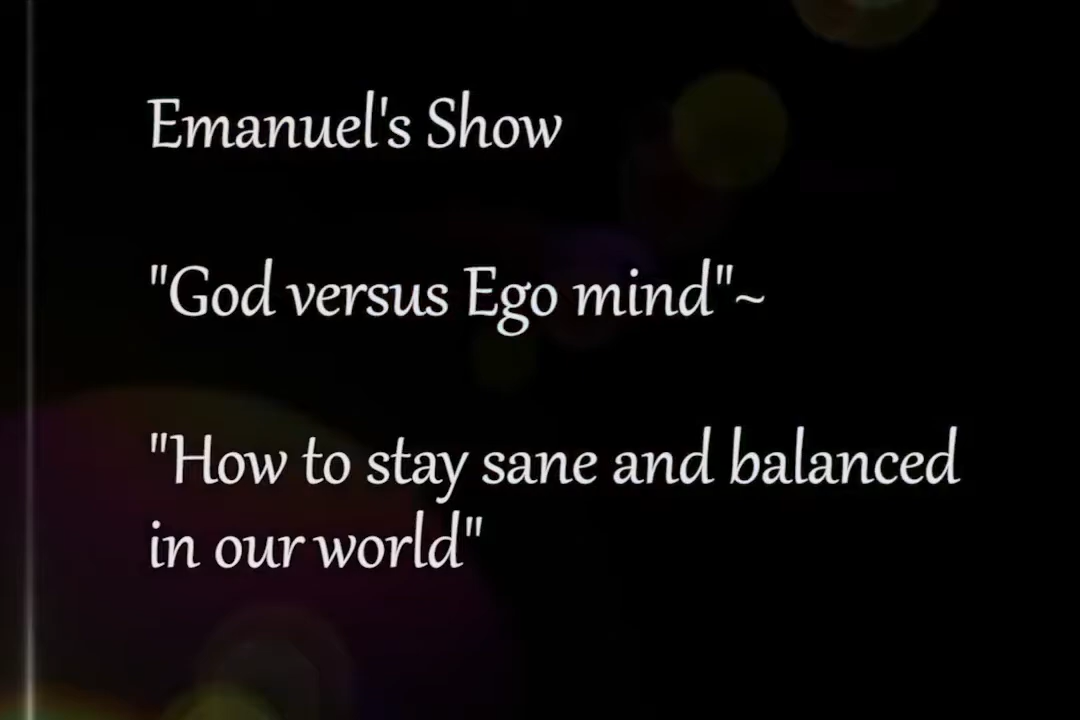 Emanuel's Show
"God versus Ego mind"~
"How to stay sane and balanced
in our world"